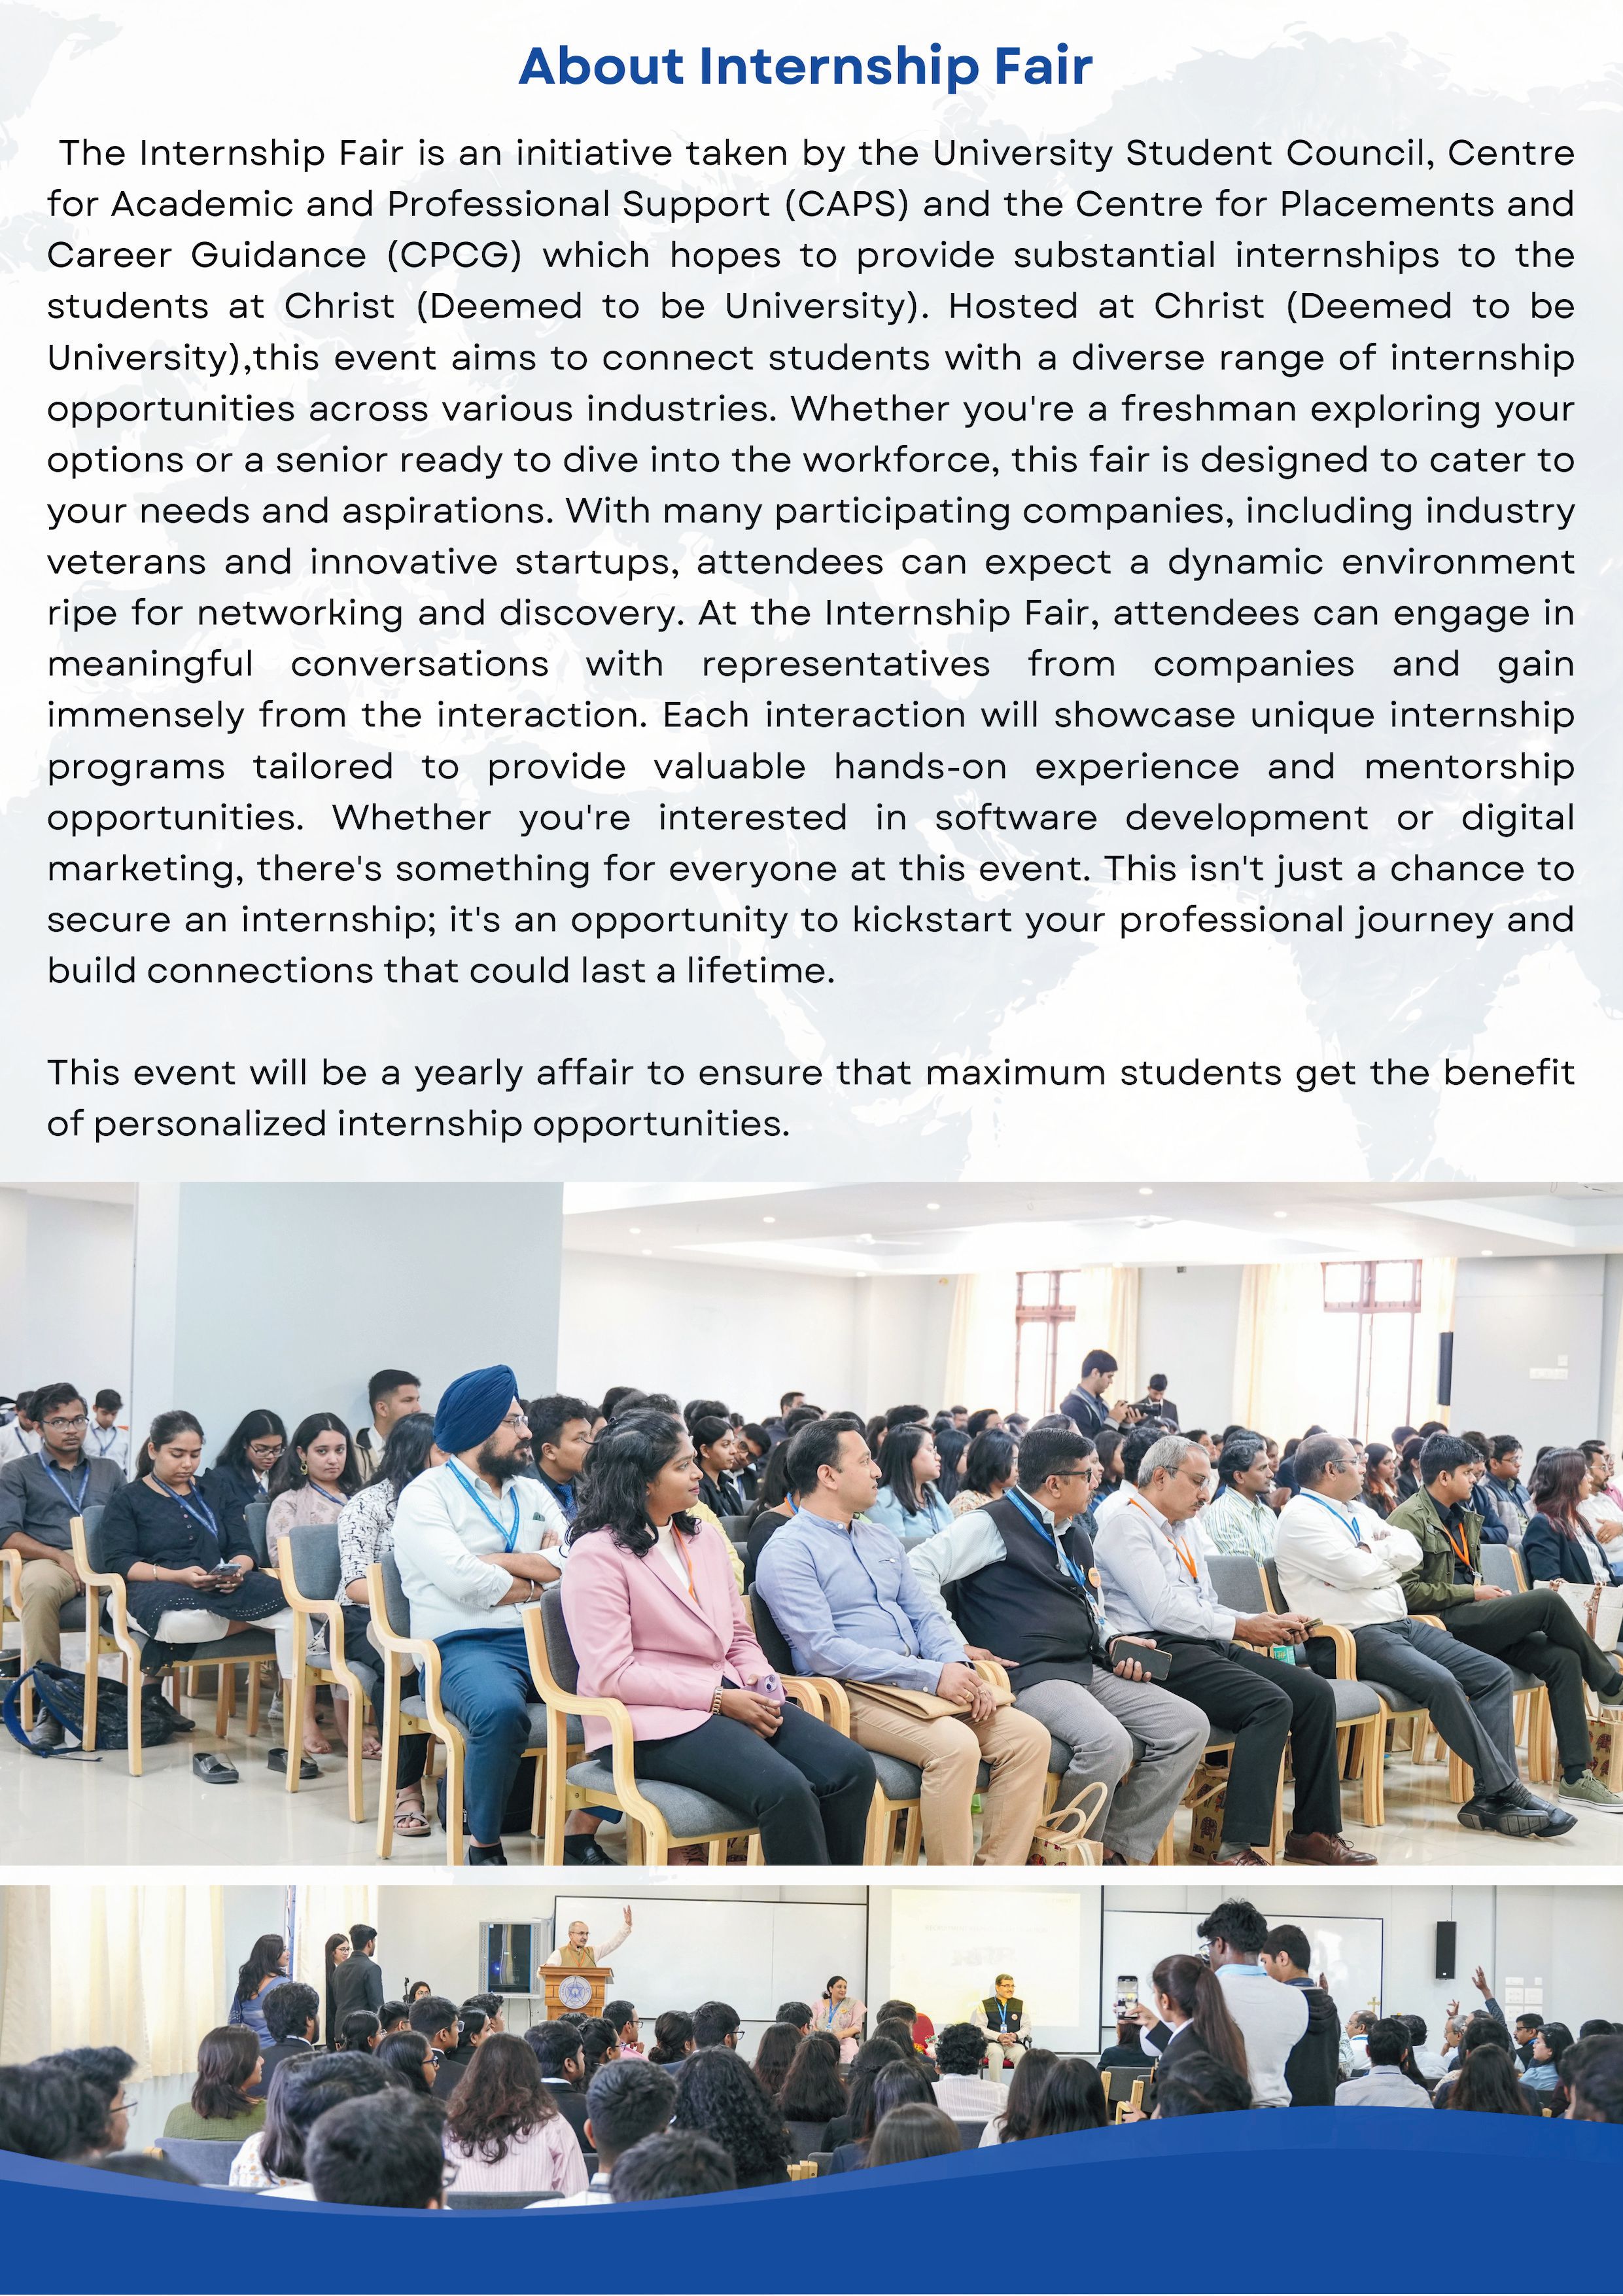 About Internship Fair
The Internship Fair is an initiative taken by the University Student Council, Centre
for Academic and Professional Support (CAPS) and the Centre for Placements and
Career Guidance (CPCG) which hopes to provide substantial internships to the
students at Christ (Deemed to be University). Hosted at Christ (Deemed to be
University),this event aims to connect students with a diverse range of internship
opportunities across various industries. Whether you're a freshman exploring your
options or a senior ready to dive into the workforce, this fair is designed to cater to
your needs and aspirations. With many participating companies, including industry
veterans and innovative startups, attendees can expect a dynamic environment
ripe for networking and discovery. At the Internship Fair, attendees can engage in
meaningful conversations with representatives from companies and gain
immensely from the interaction. Each interaction will showcase unique internship
programs tailored to provide valuable hands-on experience and mentorship
opportunities. Whether you're interested in software development or digital
marketing, there's something for everyone at this event. This isn't just a chance to
secure an internship; it's an opportunity to kickstart your professional journey and
build connections that could last a lifetime.
This event will be a yearly affair to ensure that maximum students get the benefit
of personalized internship opportunities.